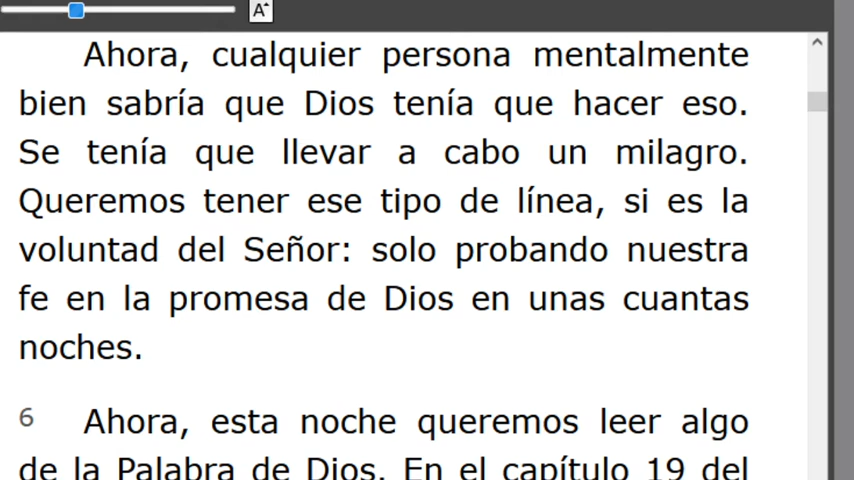 A
Ahora, cualquier persona mentalmente
bien sabría que Dios tenía que hacer eso.
Se tenía que llevar a cabo un milagro.
Queremos tener ese tipo de línea, si es la
voluntad del Señor: solo probando nuestra
fe en la promesa de Dios en unas cuantas
noches.
6 Ahora, esta noche queremos leer algo
de la Palabra de Dios. En el capítulo 19 del